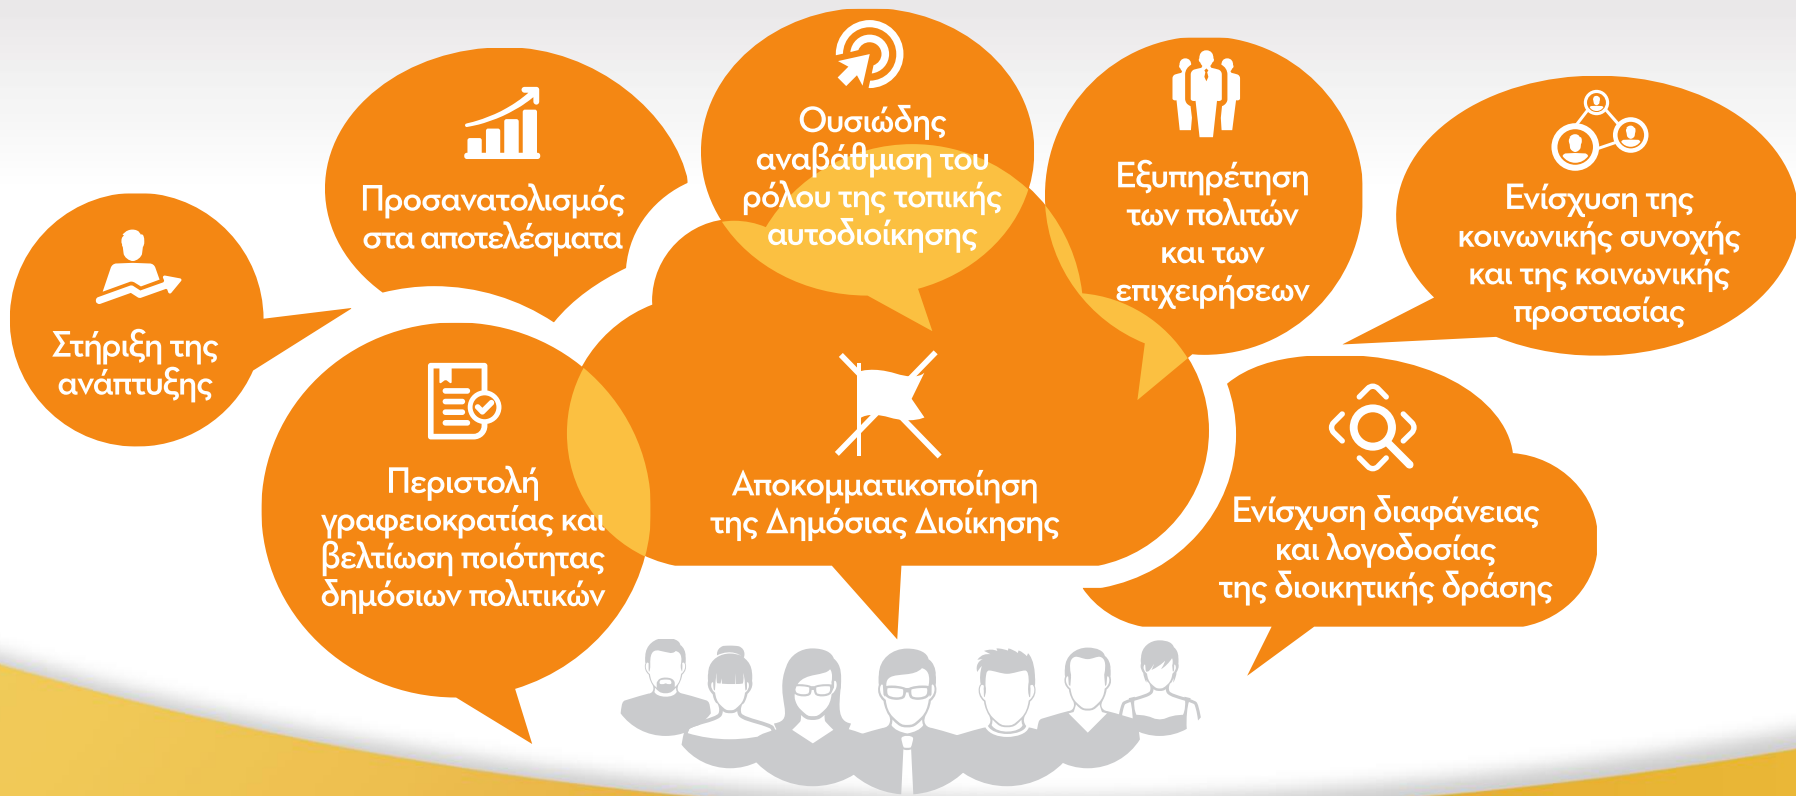 Στήριξη της
ανάπτυξης
Προσανατολισμός
στα αποτελέσματα
Ουσιώδης
αναβάθμιση του
ρόλου της τοπικής
αυτοδιοίκησης
Εξυπηρέτηση
των πολιτών
και των
επιχειρήσεων
Ενίσχυση της
κοινωνικής συνοχής
και της κοινωνικής
προστασίας
Περιστολή
γραφειοκρατίας και
βελτίωση ποιότητας
δημόσιων πολιτικών
Αποκομματικοποίηση
της Δημόσιας Διοίκησης
Ενίσχυση διαφάνειας
και λογοδοσίας
της διοικητικής δράσης